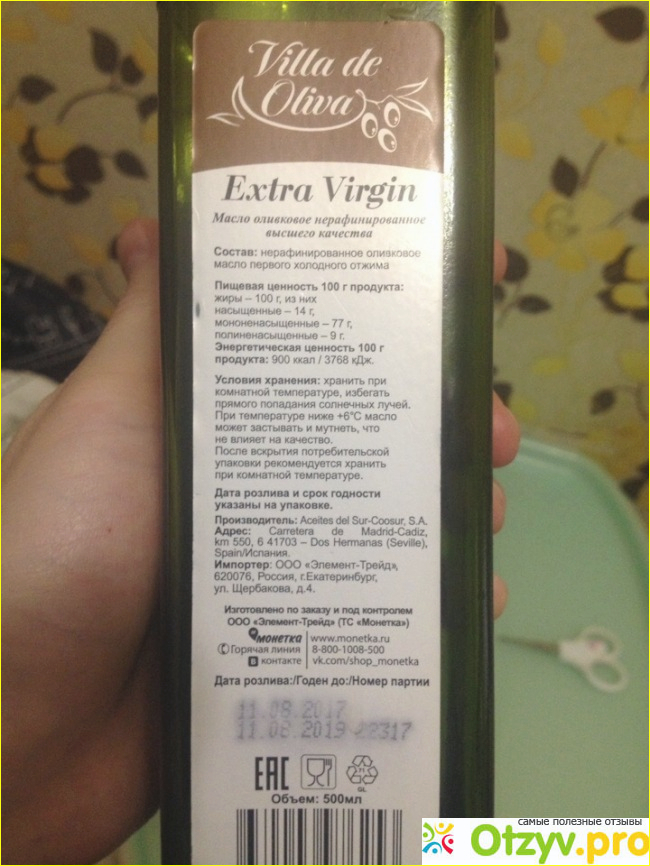 Villa de
Oliva
Extra Virgin
Масло оливковое нерафинированное
высшего качества
Состав: нерафинированное оливковое
масло первого холодного отжима
Пищевая ценность 100 г продукта:
жиры – 100 г, из них
насыщенные – 14 г,
мононенасыщенные – 77 г,
полиненасыщенные – 9 г.
Энергетическая ценность 100 г
продукта: 900 ккал / 3768 кДж.
Условия хранения: хранить при
комнатной температуре, избегать
прямого попадания солнечных лучей.
При температуре ниже +6°С масло
может застывать и мутнеть, что
не влияет на качество.
После вскрытия потребительской
упаковки рекомендуется хранить
при комнатной температуре.
Дата розлива и срок годности
указаны на упаковке.
Производитель: Aceites del Sur-Coosur, S.A.
Адрес: Carretera de Madrid-Cadiz,
km 550, 6 41703 – Dos Hermanas (Seville),
Spain/Испания.
Импортер: ООО «Элемент-Трейд»,
620076, Россия, г.Екатеринбург,
ул. Щербакова, д.4.
Изготовлено по заказу и под контролем
ООО «Элемент-Трейд» (ТС «Монетка»)
монетка www.monetka.ru
Горячая линия 8-800-1008-500
В контакте vk.com/shop_monetka
Дата розлива:/Годен до:/Номер партии
11.08.2017
11.08.2019 22317
EAC
GL
Объем: 500мл
самые полезные отзывы
Otzyv.pro